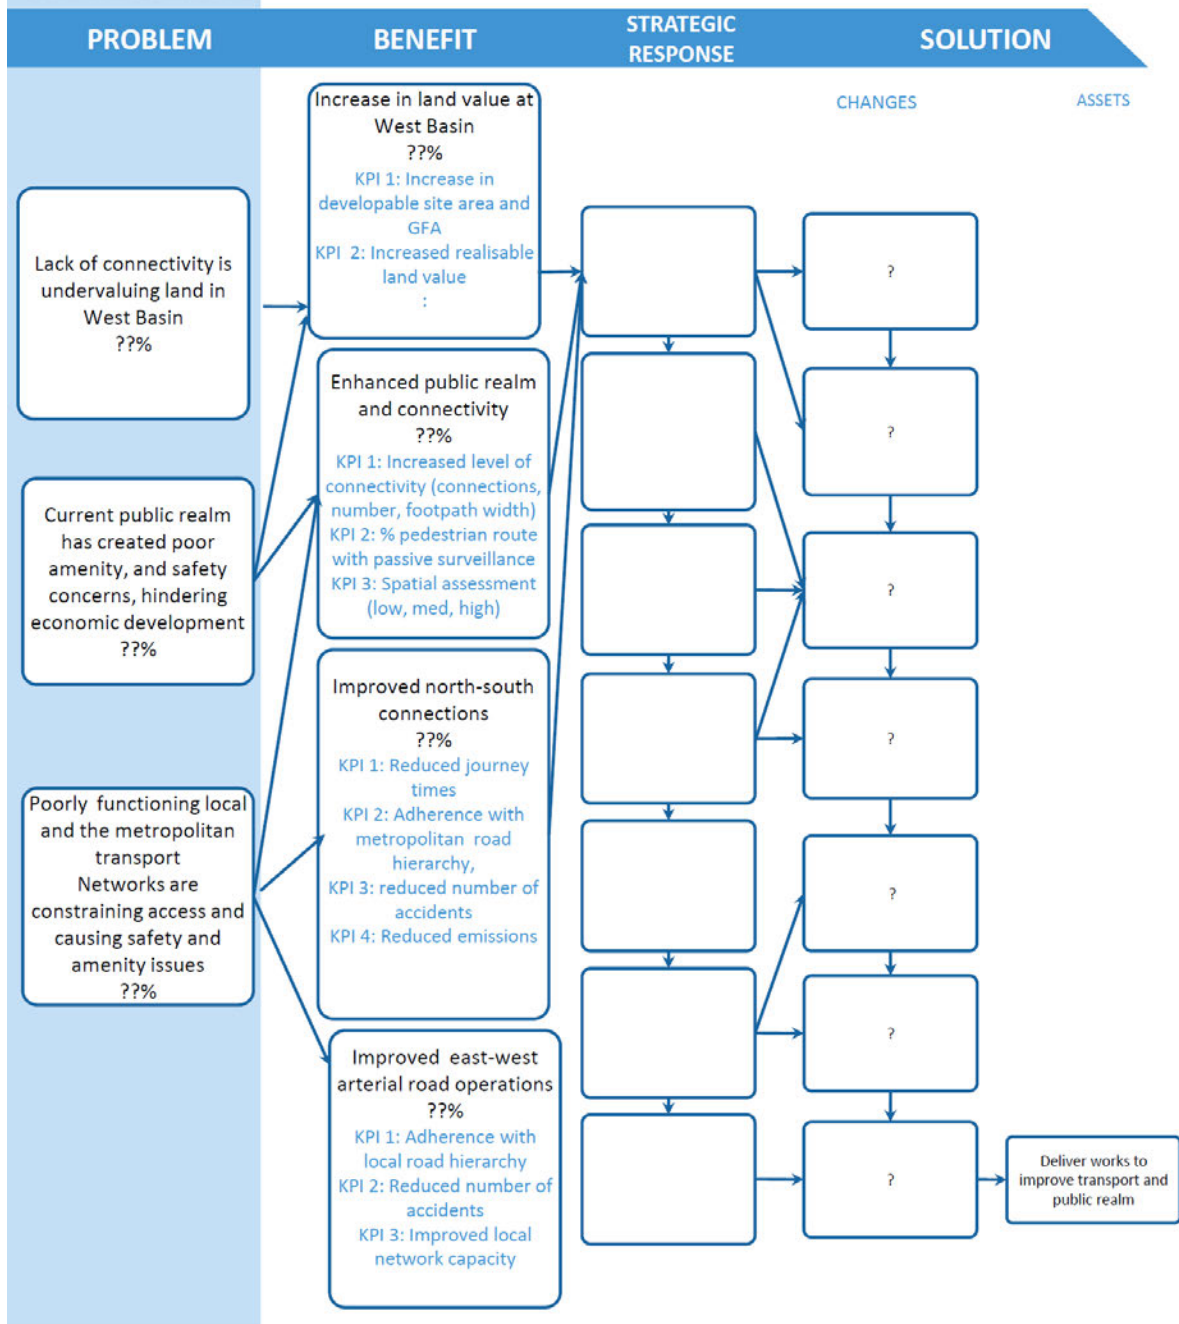 PROBLEM
BENEFIT
STRATEGIC
RESPONSE
SOLUTION
CHANGES
ASSETS
Lack of connectivity is
undervaluing land in
West Basin
??%
Current public realm
has created poor
amenity, and safety
concerns, hindering
economic development
??%
Poorly functioning local
and the metropolitan
transport
Networks are
constraining access and
causing safety and
amenity issues
??%
Increase in land value at
West Basin
??%
KPI 1: Increase in
developable site area and
GFA
KPI 2: Increased realisable
land value
:
Enhanced public realm
and connectivity
??%
KPI 1: Increased level of
connectivity (connections,
number, footpath width)
KPI 2: % pedestrian route
with passive surveillance
KPI 3: Spatial assessment
(low, med, high)
Improved north-south
connections
??%
KPI 1: Reduced journey
times
KPI 2: Adherence with
metropolitan road
hierarchy,
KPI 3: reduced number of
accidents
KPI 4: Reduced emissions
Improved east-west
arterial road operations
??%
KPI 1: Adherence with
local road hierarchy
KPI 2: Reduced number of
accidents
KPI 3: Improved local
network capacity
?
?
?
?
?
?
?
Deliver works to
improve transport and
public realm